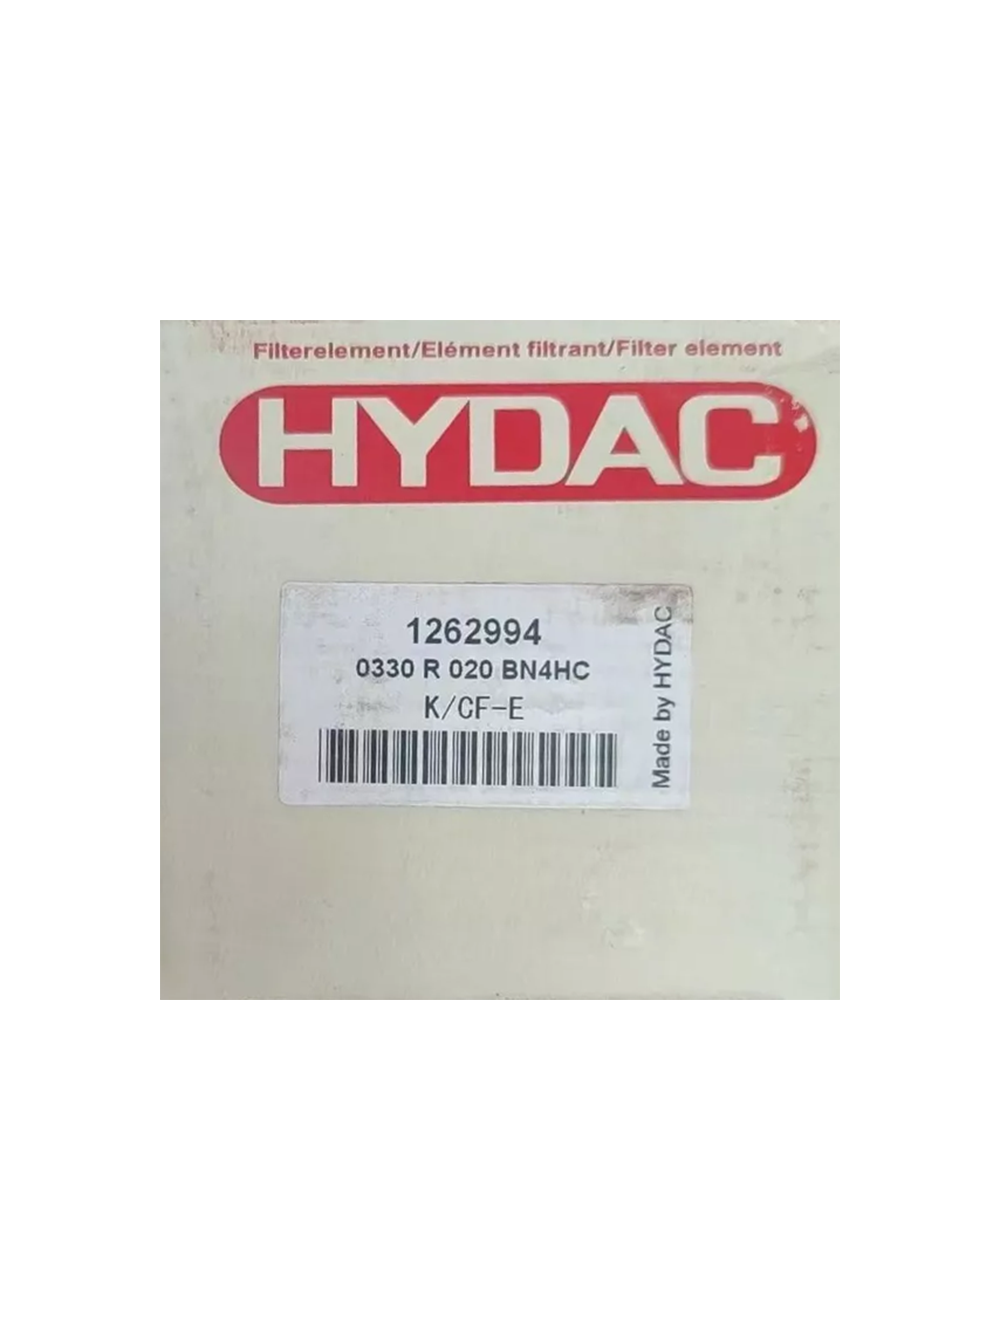 Filterelement/Elément filtrant/Filter element
HYDAC
1262994
0330 R 020 BN4HC
K/CF-E
Made by HYDAC